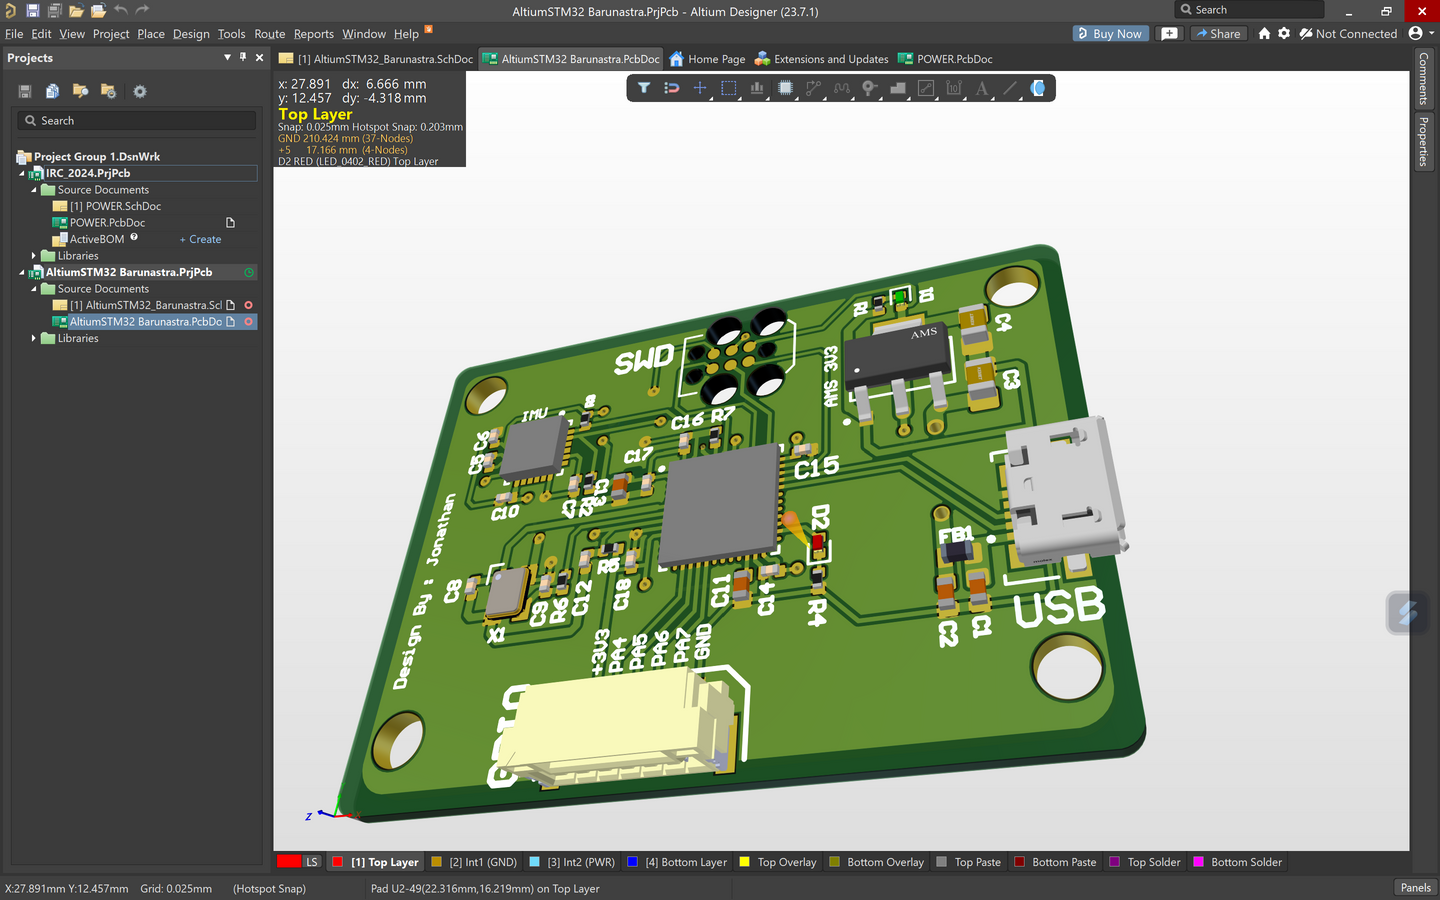 AltiumSTM32 Barunastra.PrjPcb - Altium Designer (23.7.1)
Search
File Edit View Project Place Design Tools Route Reports Window Help
Buy Now
Share
Not Connected
Projects
[1] AltiumSTM32_Barunastra.SchDoc
AltiumSTM32 Barunastra.PcbDoc
Home Page
Extensions and Updates
POWER.PcbDoc
Comments
Properties
x: 27.891 dx: 6.666 mm
y: 12.457 dy: -4.318 mm
Top Layer
Snap: 0.025mm Hotspot Snap: 0.203mm
GND 210.424 mm (37-Nodes)
+5 17.166 mm (4-Nodes)
D2 RED (LED_0402_RED) Top Layer
Search
Project Group 1.DsnWrk
IRC_2024.PrjPcb
Source Documents
[1] POWER.SchDoc
POWER.PcbDoc
ActiveBOM
+ Create
Libraries
AltiumSTM32 Barunastra.PrjPcb
Source Documents
[1] AltiumSTM32_Barunastra.Scl
AltiumSTM32 Barunastra.PcbDo
Libraries
D1
AMS
C4
SWD
AMS 3V3
C3
IMU
C16 R7
C6
C5
C17
C15
C10
C7
C13
D2
FB1
Design By : Jonathan
R5
C8
C9
R6
C12
C18
C11
C14
R4
C2
C1
USB
X1
+3V3
PA4
PA5
PA6
PA7
GND
LS
[1] Top Layer
[2] Int1 (GND)
[3] Int2 (PWR)
[4] Bottom Layer
Top Overlay
Bottom Overlay
Top Paste
Bottom Paste
Top Solder
Bottom Solder
X:27.891mm Y:12.457mm Grid: 0.025mm (Hotspot Snap)
Pad U2-49(22.316mm,16.219mm) on Top Layer
Panels